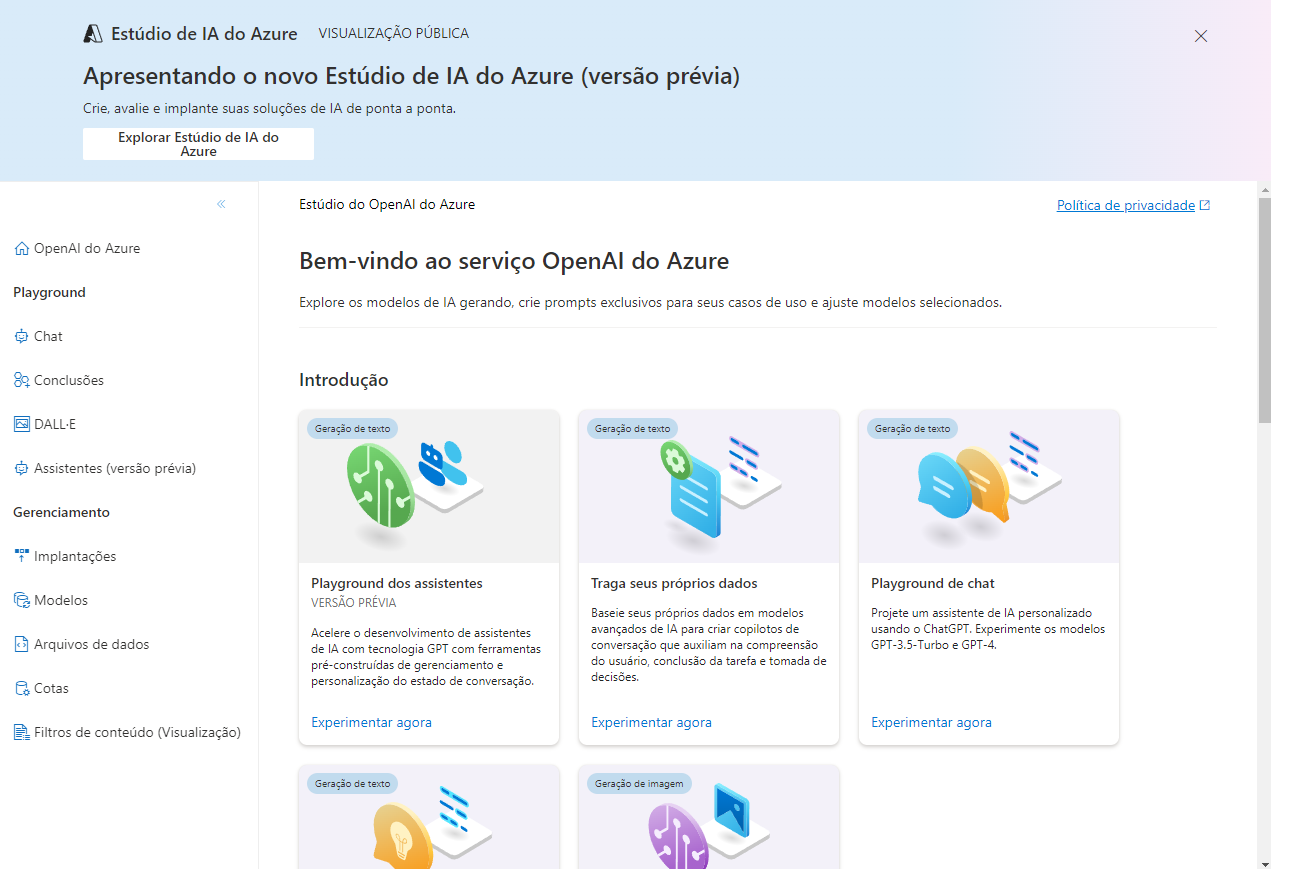 Estúdio de IA do Azure VISUALIZAÇÃO PÚBLICA
Apresentando o novo Estúdio de IA do Azure (versão prévia)
Crie, avalie e implante suas soluções de IA de ponta a ponta.
Explorar Estúdio de IA do
Azure
OpenAI do Azure
Playground
Chat
Conclusões
DALL·E
Assistentes (versão prévia)
Gerenciamento
Implantações
Modelos
Arquivos de dados
Cotas
Filtros de conteúdo (Visualização)
Estúdio do OpenAI do Azure
Política de privacidade
Bem-vindo ao serviço OpenAI do Azure
Explore os modelos de IA gerando, crie prompts exclusivos para seus casos de uso e ajuste modelos selecionados.
Introdução
Geração de texto
Playground dos assistentes
VERSÃO PRÉVIA
Acelere o desenvolvimento de assistentes
de IA com tecnologia GPT com ferramentas
pré-construídas de gerenciamento e
personalização do estado de conversação.
Experimentar agora
Geração de texto
Traga seus próprios dados
Baseie seus próprios dados em modelos
avançados de IA para criar copilotos de
conversação que auxiliam na compreensão
do usuário, conclusão da tarefa e tomada de
decisões.
Experimentar agora
Geração de texto
Playground de chat
Projete um assistente de IA personalizado
usando o ChatGPT. Experimente os modelos
GPT-3.5-Turbo e GPT-4.
Experimentar agora
Geração de texto
Geração de imagem